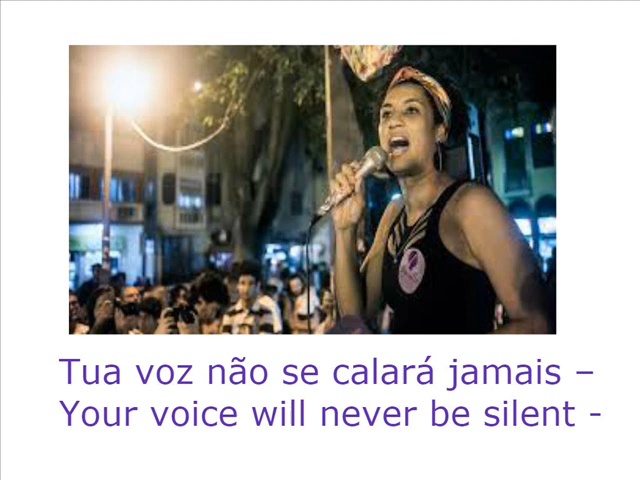 Tua voz não se calará jamais –
Your voice will never be silent -